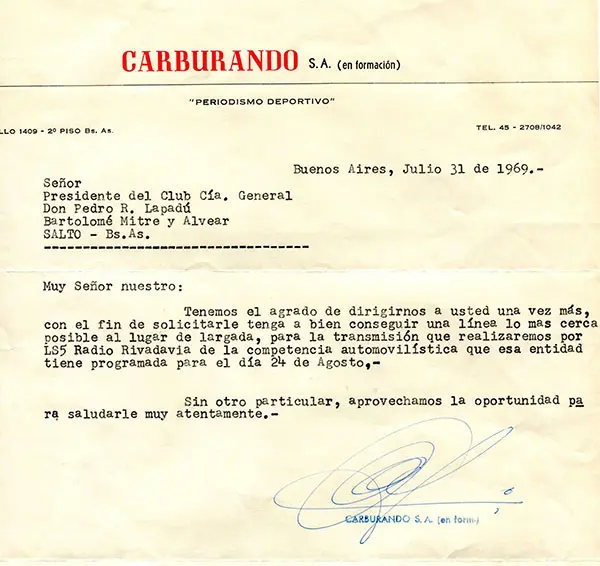 CARBURANDO S.A. (en formación)
"PERIODISMO DEPORTIVO"
LLO 1409 - 2º PISO Bs. As.
TEL. 45 - 2708/1042
Buenos Aires, Julio 31 de 1969.-
Señor
Presidente del Club Cía. General
Don Pedro R. Lapadú
Bartolomé Mitre y Alvear
SALTO - Bs.As.
---------------------------------
Muy Señor nuestro:
Tenemos el agrado de dirigirnos a usted una vez más,
con el fin de solicitarle tenga a bien conseguir una línea lo mas cerca
posible al lugar de largada, para la transmisión que realizaremos por
LS5 Radio Rivadavia de la competencia automovilística que esa entidad
tiene programada para el día 24 de Agosto,-
Sin otro particular, aprovechamos la oportunidad pa
ra saludarle muy atentamente.-
CARBURANDO S. A. (en form.)